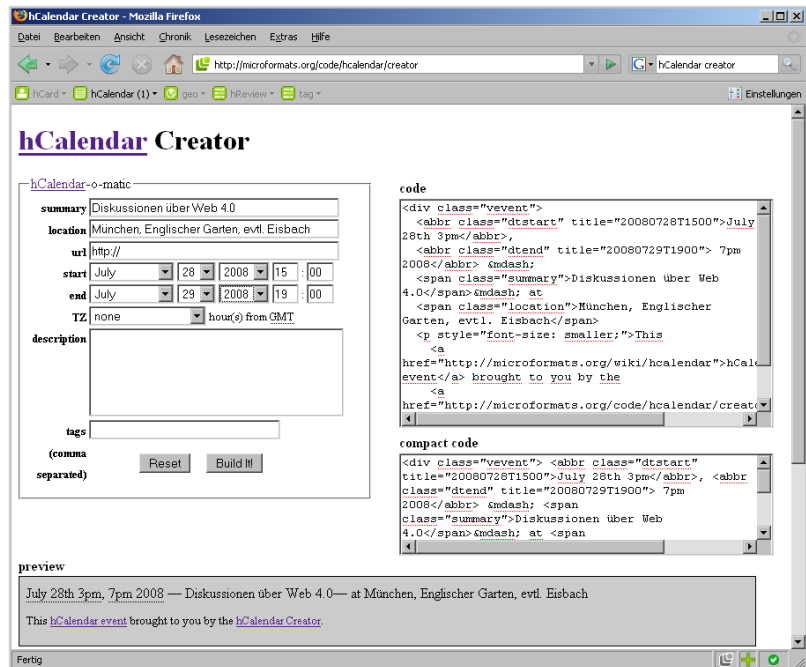 hCalendar Creator - Mozilla Firefox
Datei Bearbeiten Ansicht Chronik Lesezeichen Extras Hilfe
http://microformats.org/code/hcalendar/creator
hCalendar creator
hCard hCalendar (1) geo hReview tag Einstellungen
hCalendar Creator
hCalendar-o-matic
summary Diskussionen über Web 4.0
location München, Englischer Garten, evtl. Eisbach
url http://
start July 28 2008 15 : 00
end July 29 2008 19 : 00
TZ none hour(s) from GMT
description
tags
(comma
separated)
Reset Build It!
code
<div class="vevent">
<abbr class="dtstart" title="20080728T1500">July
28th 3pm</abbr>,
<abbr class="dtend" title="20080729T1900"> 7pm
2008</abbr> &mdash;
<span class="summary">Diskussionen über Web
4.0</span>&mdash; at
<span class="location">München, Englischer
Garten, evtl. Eisbach</span>
<p style="font-size: smaller;">This
<a
href="http://microformats.org/wiki/hcalendar">hCale
event</a> brought to you by the
<a
href="http://microformats.org/code/hcalendar/creato
compact code
<div class="vevent"> <abbr class="dtstart"
title="20080728T1500">July 28th 3pm</abbr>, <abbr
class="dtend" title="20080729T1900"> 7pm
2008</abbr> &mdash; <span
class="summary">Diskussionen über Web
4.0</span>&mdash; at <span
preview
July 28th 3pm, 7pm 2008 — Diskussionen über Web 4.0— at München, Englischer Garten, evtl. Eisbach
This hCalendar event brought to you by the hCalendar Creator.
Fertig